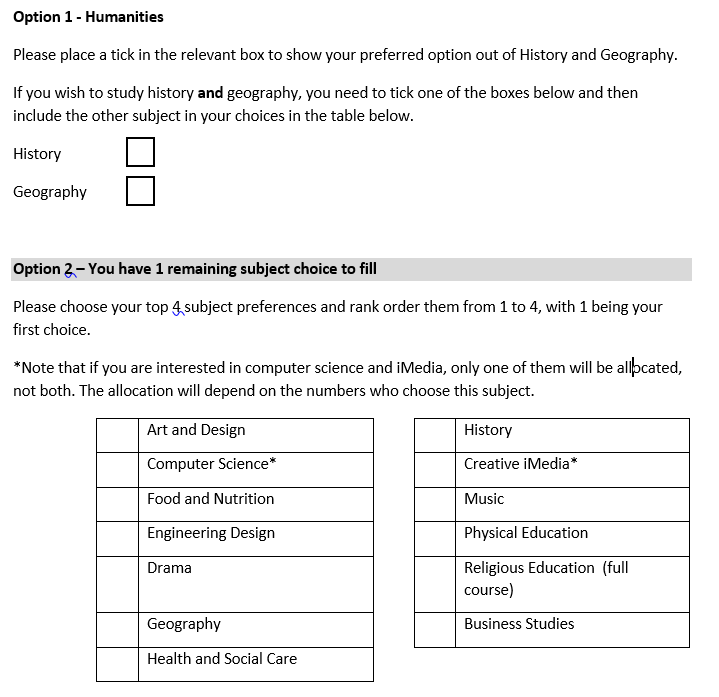 Option 1 - Humanities
Please place a tick in the relevant box to show your preferred option out of History and Geography.
If you wish to study history and geography, you need to tick one of the boxes below and then
include the other subject in your choices in the table below.
History
Geography
Option 2 – You have 1 remaining subject choice to fill
Please choose your top 4 subject preferences and rank order them from 1 to 4, with 1 being your
first choice.
*Note that if you are interested in computer science and iMedia, only one of them will be allocated,
not both. The allocation will depend on the numbers who choose this subject.
Art and Design
Computer Science*
Food and Nutrition
Engineering Design
Drama
Geography
Health and Social Care
History
Creative iMedia*
Music
Physical Education
Religious Education (full
course)
Business Studies